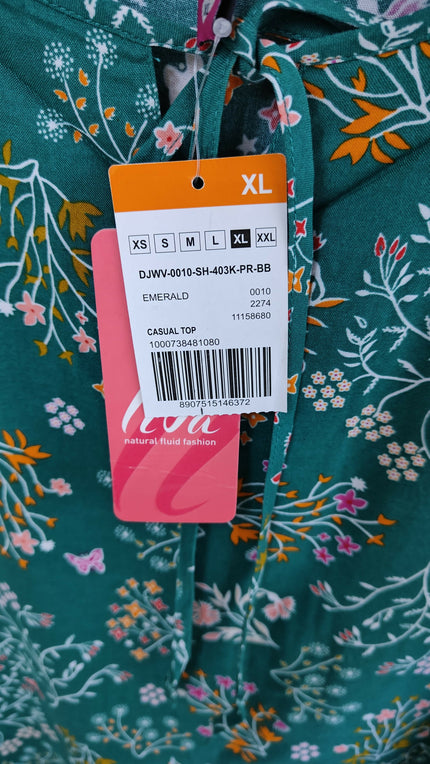 XL
XS S M L XL XXL
DJWV-0010-SH-403K-PR-BB
EMERALD 0010
2274
11158680
CASUAL TOP
1000738481080
8907515146372
natural fluid fashion